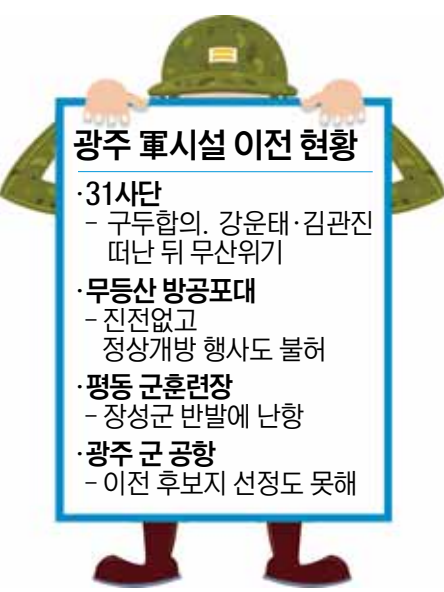 광주 軍시설 이전 현황
·31사단
- 구두합의. 강운태·김관진
떠난 뒤 무산위기
·무등산 방공포대
- 진전없고
정상개방 행사도 불허
·평동 군훈련장
- 장성군 반발에 난항
·광주 군 공항
- 이전 후보지 선정도 못해